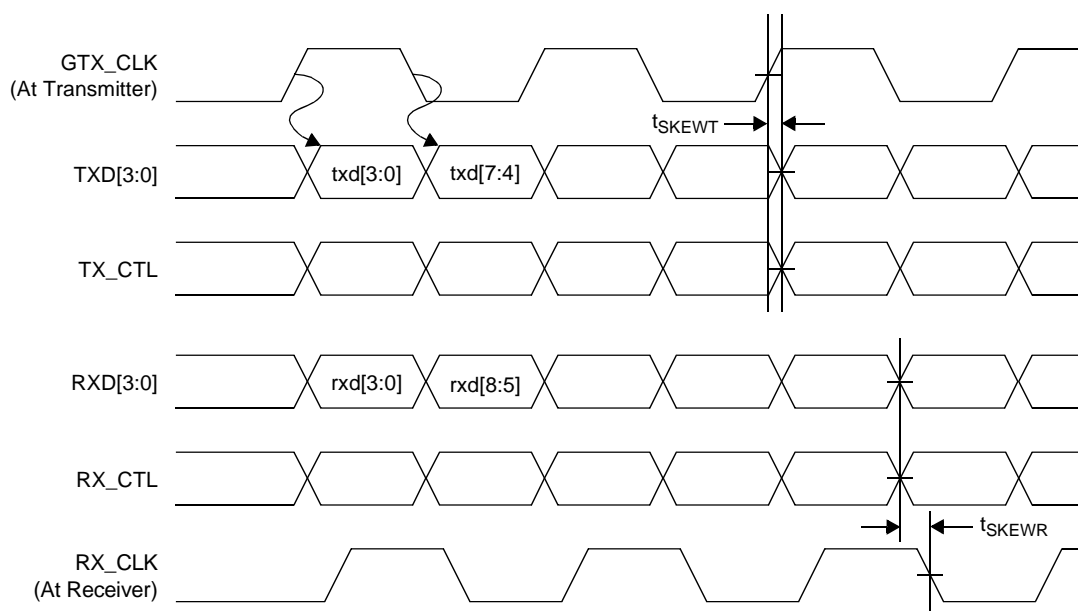 GTX_CLK
(At Transmitter)
tSKEWT
TXD[3:0]
txd[3:0]
txd[7:4]
TX_CTL
RXD[3:0]
rxd[3:0]
rxd[8:5]
RX_CTL
tSKEWR
RX_CLK
(At Receiver)